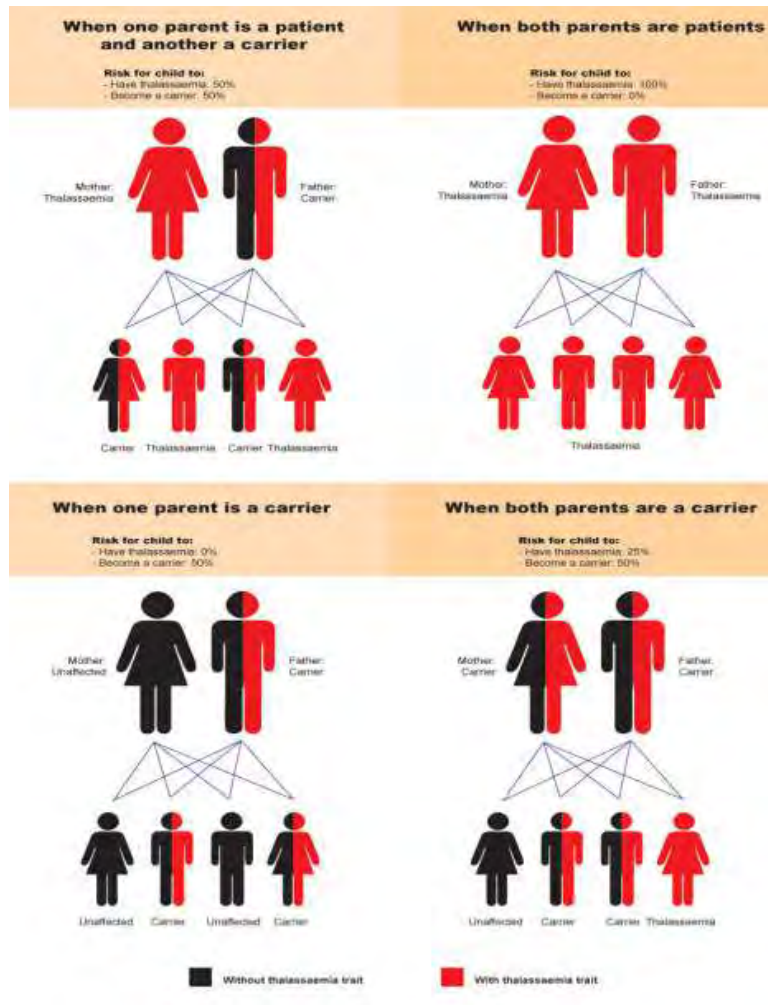 When one parent is a patient
and another a carrier
Risk for child to:
- Have thalassaemia: 50%
- Become a carrier: 50%
Mother:
Thalassaemia
Father:
Carrier
Carrier Thalassaemia Carrier Thalassaemia
When both parents are patients
Risk for child to:
- Have thalassaemia: 100%
- Become a carrier: 0%
Mother:
Thalassaemia
Father:
Thalassaemia
Thalassaemia
When one parent is a carrier
Risk for child to:
- Have thalassaemia: 0%
- Become a carrier: 50%
Mother:
Unaffected
Father:
Carrier
Unaffected Carrier Unaffected Carrier
When both parents are a carrier
Risk for child to:
- Have thalassaemia: 25%
- Become a carrier: 50%
Mother:
Carrier
Father:
Carrier
Unaffected Carrier Carrier Thalassaemia
Without thalassaemia trait
With thalassaemia trait